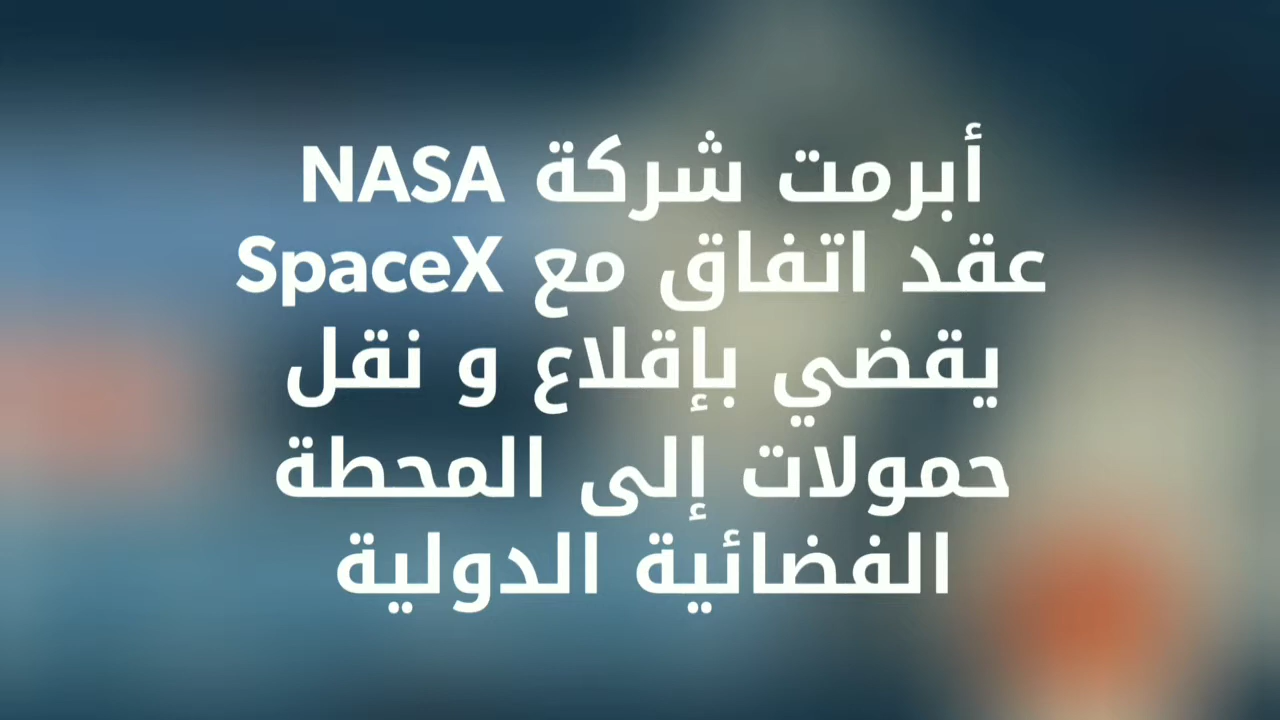 أبرمت شركة NASA
عقد اتفاق مع SpaceX
يقضي بإقلاع و نقل
حمولات إلى المحطة
الفضائية الدولية